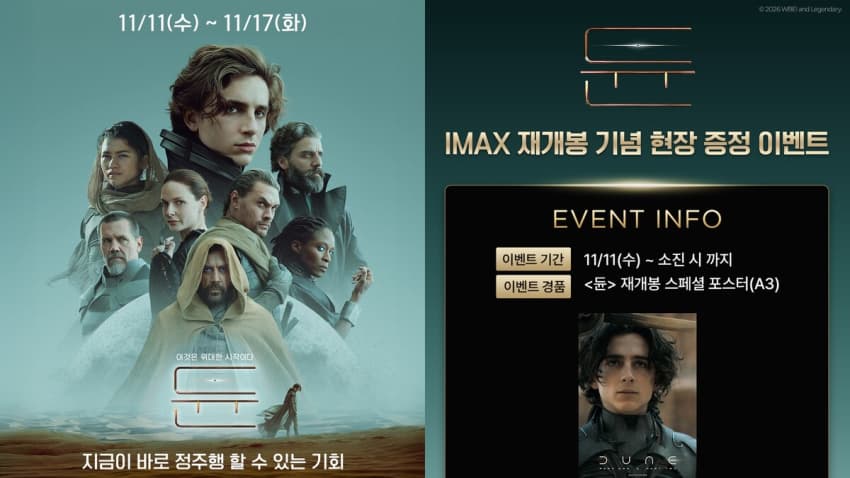 11/11(수) ~ 11/17(화)
이것은 위대한 시작이다
듄
지금이 바로 정주행 할 수 있는 기회
© 2026 WBEI and Legendary.
듄
IMAX 재개봉 기념 현장 증정 이벤트
EVENT INFO
이벤트 기간 11/11(수) ~ 소진 시 까지
이벤트 경품 <듄> 재개봉 스페셜 포스터(A3)
DUNE